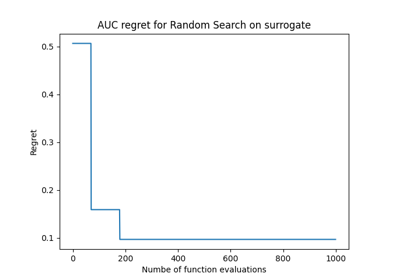 AUC regret for Random Search on surrogate
Regret
0.5
0.4
0.3
0.2
0.1
0 200 400 600 800 1000
Numbe of function evaluations